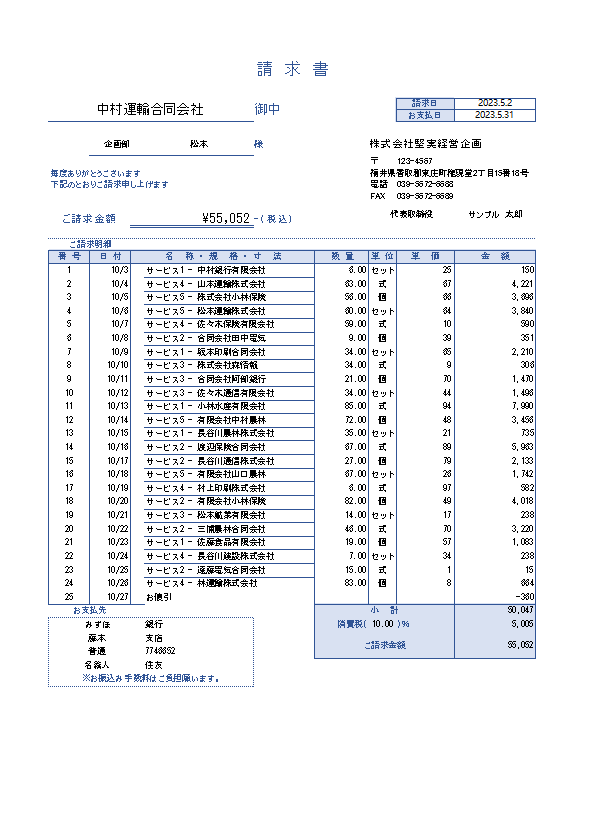 請求書
中村運輸合同会社 御中
請求日 2023.5.2
お支払日 2023.5.31
企画部 松本 様
株式会社堅実経営企画
〒 123-4567
福井県香取郡東庄町権現堂2丁目15番16号
電話 039-5672-6688
FAX 039-5672-6689
毎度ありがとうございます
下記のとおりご請求申し上げます
代表取締役 サンプル 太郎
ご請求金額 ¥55,052 -(税込)
ご請求明細
番号 日付 名称・規格・寸法 数量 単位 単価 金額
1 10/3 サービス1 - 中村銀行有限会社 6.00 セット 25 150
2 10/4 サービス4 - 山本運輸株式会社 63.00 式 67 4,221
3 10/5 サービス5 - 株式会社小林保険 56.00 個 66 3,696
4 10/6 サービス5 - 松本運輸株式会社 60.00 セット 64 3,840
5 10/7 サービス4 - 佐々木保険有限会社 59.00 式 10 590
6 10/8 サービス2 - 合同会社田中電気 9.00 個 39 351
7 10/9 サービス1 - 坂本印刷合同会社 34.00 セット 65 2,210
8 10/10 サービス3 - 株式会社森情報 34.00 式 9 306
9 10/11 サービス3 - 合同会社阿部銀行 21.00 個 70 1,470
10 10/12 サービス3 - 佐々木通信有限会社 34.00 セット 44 1,496
11 10/13 サービス1 - 小林水産有限会社 85.00 式 94 7,990
12 10/14 サービス5 - 有限会社中村農林 72.00 個 48 3,456
13 10/15 サービス1 - 長谷川農林株式会社 35.00 セット 21 735
14 10/16 サービス2 - 渡辺保険合同会社 67.00 式 89 5,963
15 10/17 サービス2 - 長谷川通信株式会社 27.00 個 79 2,133
16 10/18 サービス5 - 有限会社山口農林 67.00 セット 26 1,742
17 10/19 サービス4 - 村上印刷株式会社 6.00 式 97 582
18 10/20 サービス2 - 有限会社小林保険 82.00 個 49 4,018
19 10/21 サービス3 - 松本鉱業有限会社 14.00 セット 17 238
20 10/22 サービス2 - 三浦農林合同会社 46.00 式 70 3,220
21 10/23 サービス1 - 佐藤食品有限会社 19.00 個 57 1,083
22 10/24 サービス4 - 長谷川建設株式会社 7.00 セット 34 238
23 10/25 サービス2 - 遠藤電気合同会社 15.00 式 1 15
24 10/26 サービス4 - 林運輸株式会社 83.00 個 8 664
25 10/27 お値引 -360
お支払先 小計 50,047
みずほ 銀行 消費税( 10.00 )% 5,005
藤本 支店
普通 7746652 ご請求金額 55,052
名義人 住友
※お振込み手数料はご負担願います。